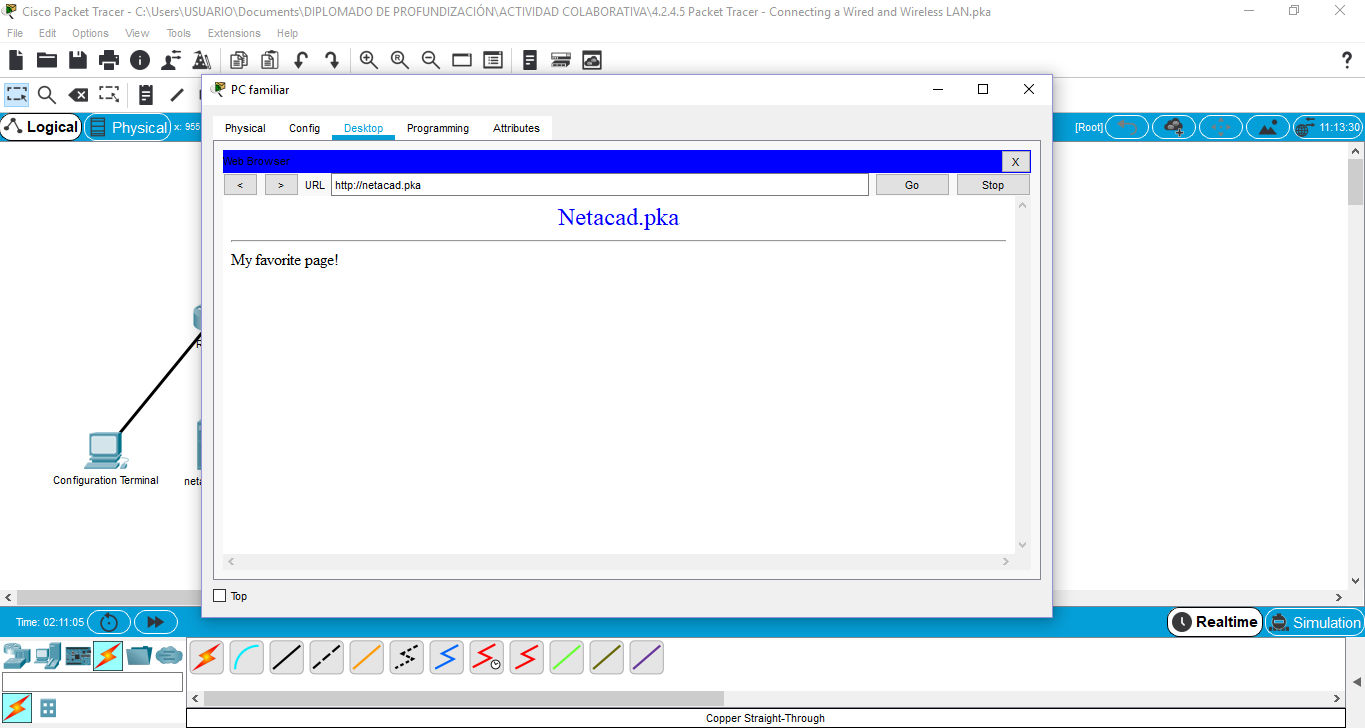 Cisco Packet Tracer - C:\Users\USUARIO\Documents\DIPLOMADO DE PROFUNDIZACIÓN\ACTIVIDAD COLABORATIVA\4.2.4.5 Packet Tracer - Connecting a Wired and Wireless LAN.pka
File Edit Options View Tools Extensions Help
PC familiar
Logical Physical x: 955 [Root] 11:13:30
Physical Config Desktop Programming Attributes
Web Browser X
< > URL http://netacad.pka Go Stop
Netacad.pka
My favorite page!
Configuration Terminal
Top
Time: 02:11:05 Realtime Simulation
Copper Straight-Through